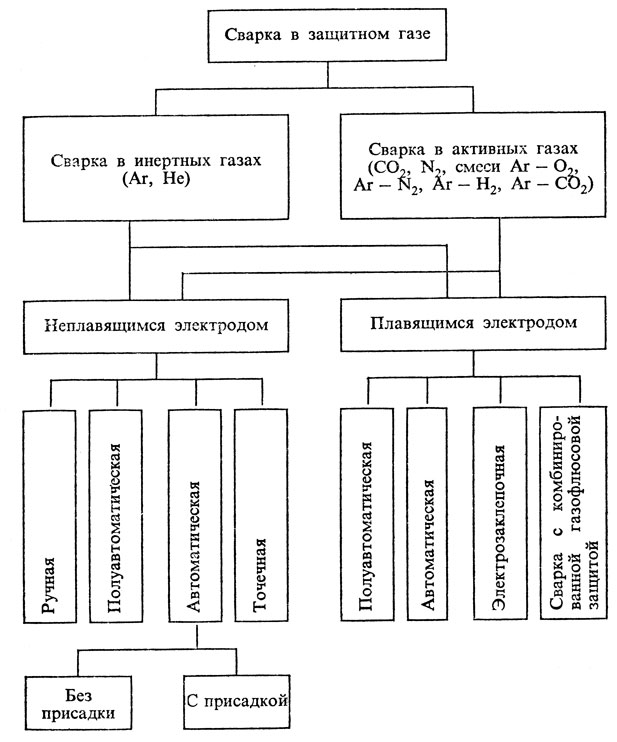 Сварка в защитном газе
Сварка в инертных газах
(Ar, He)
Сварка в активных газах
(CO₂, N₂, смеси Ar – O₂,
Ar – N₂, Ar – H₂, Ar – CO₂)
Неплавящимся электродом
Плавящимся электродом
Ручная
Полуавтоматическая
Автоматическая
Точечная
Полуавтоматическая
Автоматическая
Электрозаклепочная
Сварка с комбиниро-
ванной газофлюсовой
защитой
Без
присадки
С присадкой